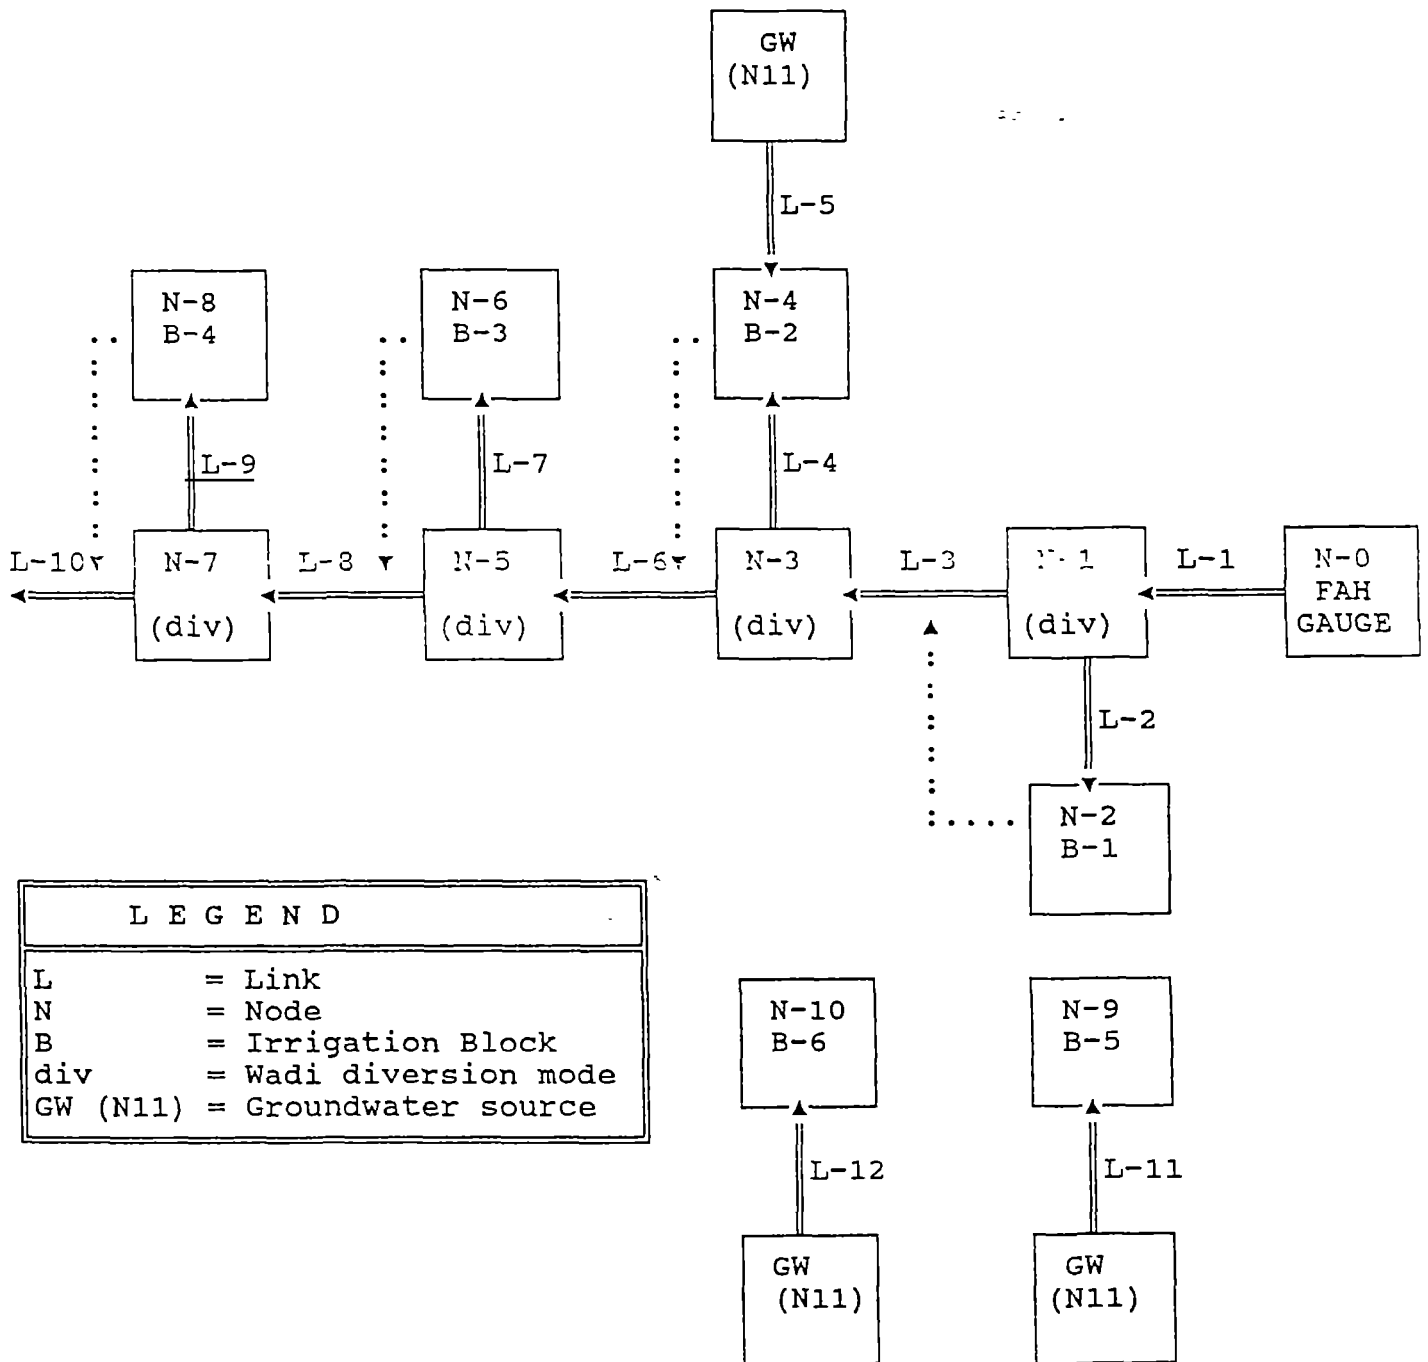 GW
(N11)
L-5
N-8
B-4
N-6
B-3
N-4
B-2
L-9
L-7
L-4
L-10
N-7
(div)
L-8
N-5
(div)
L-6
N-3
(div)
L-3
N-1
(div)
L-1
N-0
FAH
GAUGE
L-2
N-2
B-1
L E G E N D
L = Link
N = Node
B = Irrigation Block
div = Wadi diversion mode
GW (N11) = Groundwater source
N-10
B-6
N-9
B-5
L-12
L-11
GW
(N11)
GW
(N11)